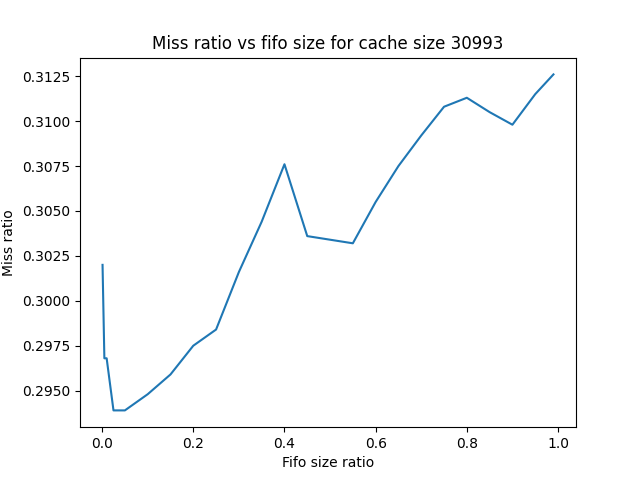 Miss ratio vs fifo size for cache size 30993
0.3125
0.3100
0.3075
0.3050
0.3025
0.3000
0.2975
0.2950
Miss ratio
0.0 0.2 0.4 0.6 0.8 1.0
Fifo size ratio